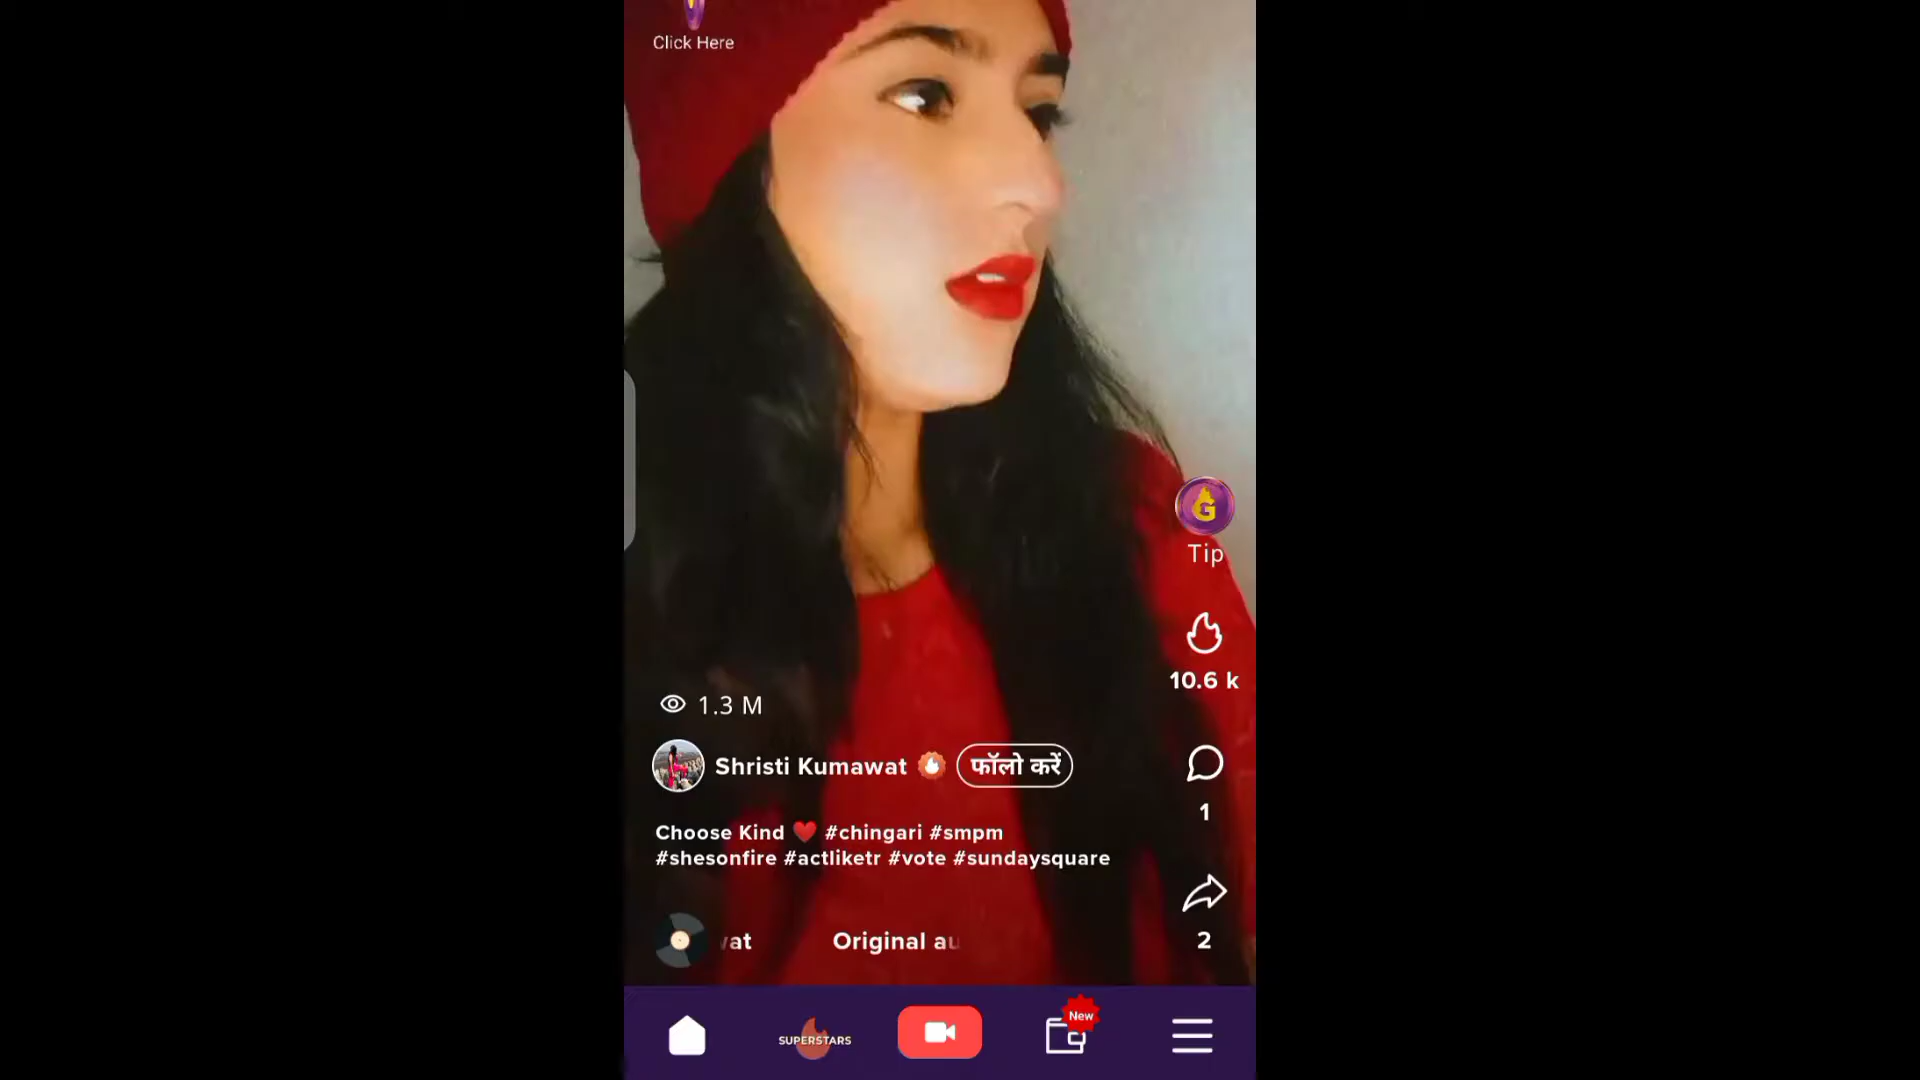 Click Here
Tip
10.6 k
1.3 M
Shristi Kumawat फॉलो करें
1
Choose Kind ❤️ #chingari #smpm
#shesonfire #actliketr #vote #sundaysquare
Original
2
SUPERSTARS
New